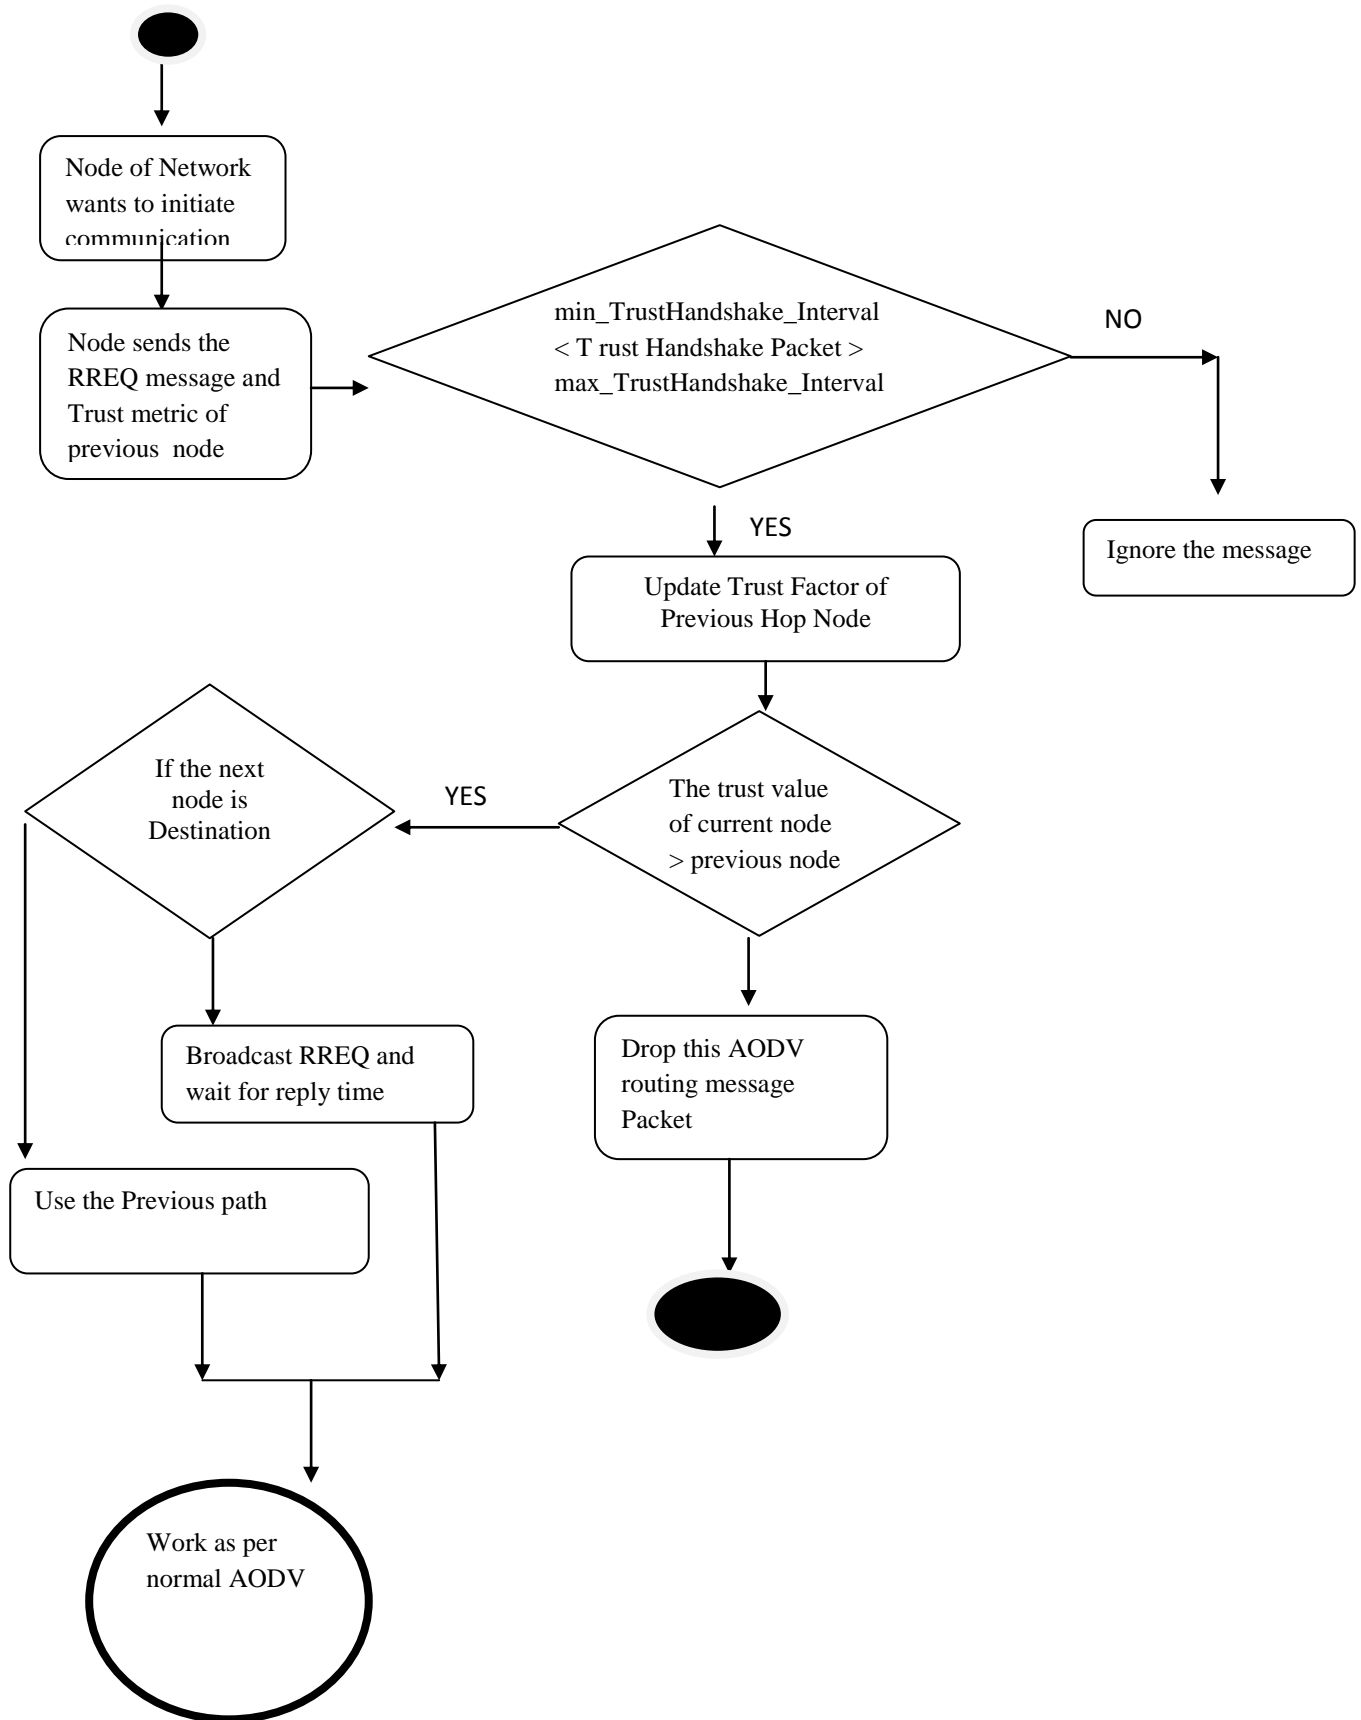 Node of Network
wants to initiate
communication
Node sends the
RREQ message and
Trust metric of
previous node
min_TrustHandshake_Interval
< T rust Handshake Packet >
max_TrustHandshake_Interval
NO
YES
Ignore the message
Update Trust Factor of
Previous Hop Node
If the next
node is
Destination
YES
The trust value
of current node
> previous node
Broadcast RREQ and
wait for reply time
Drop this AODV
routing message
Packet
Use the Previous path
Work as per
normal AODV